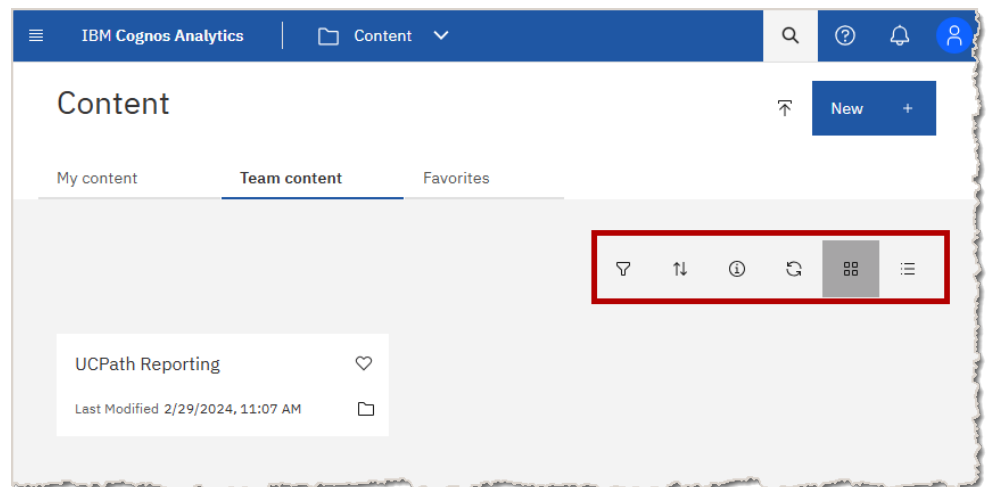 IBM Cognos Analytics
Content
Content
New +
My content
Team content
Favorites
UCPath Reporting
Last Modified 2/29/2024, 11:07 AM